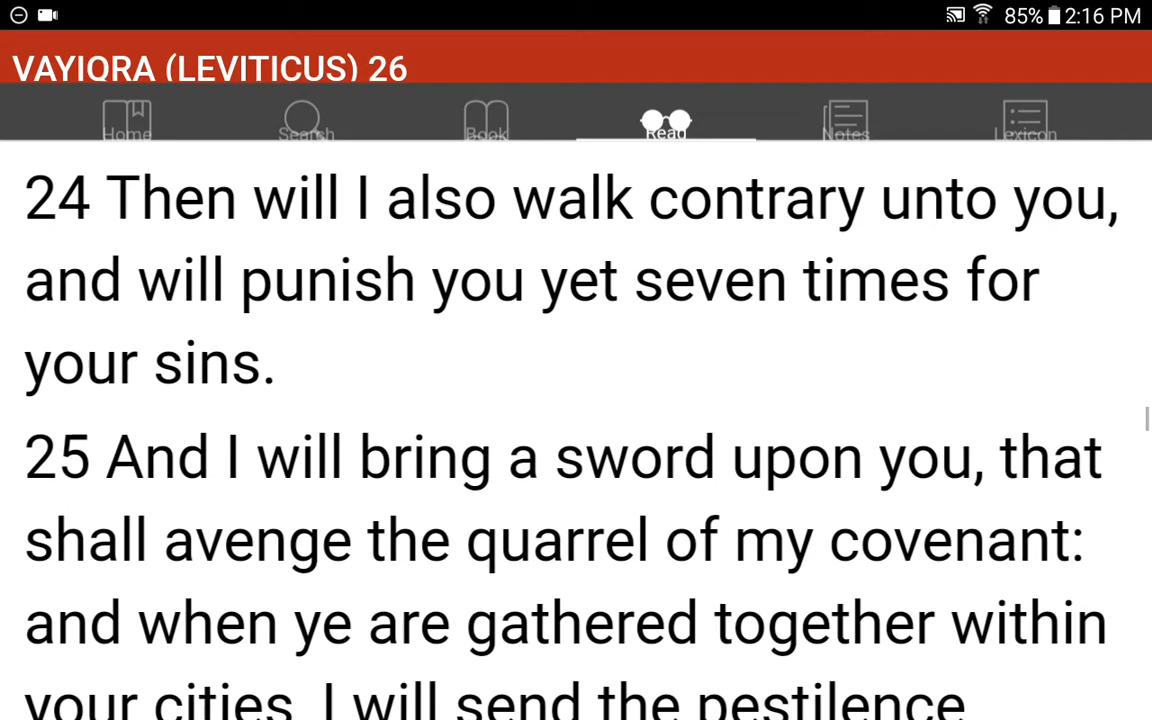 85% 2:16 PM
VAYIQRA (LEVITICUS) 26
Home Search Book Read Notes Lexicon
24 Then will I also walk contrary unto you,
and will punish you yet seven times for
your sins.
25 And I will bring a sword upon you, that
shall avenge the quarrel of my covenant:
and when ye are gathered together within
your cities, I will send the pestilence